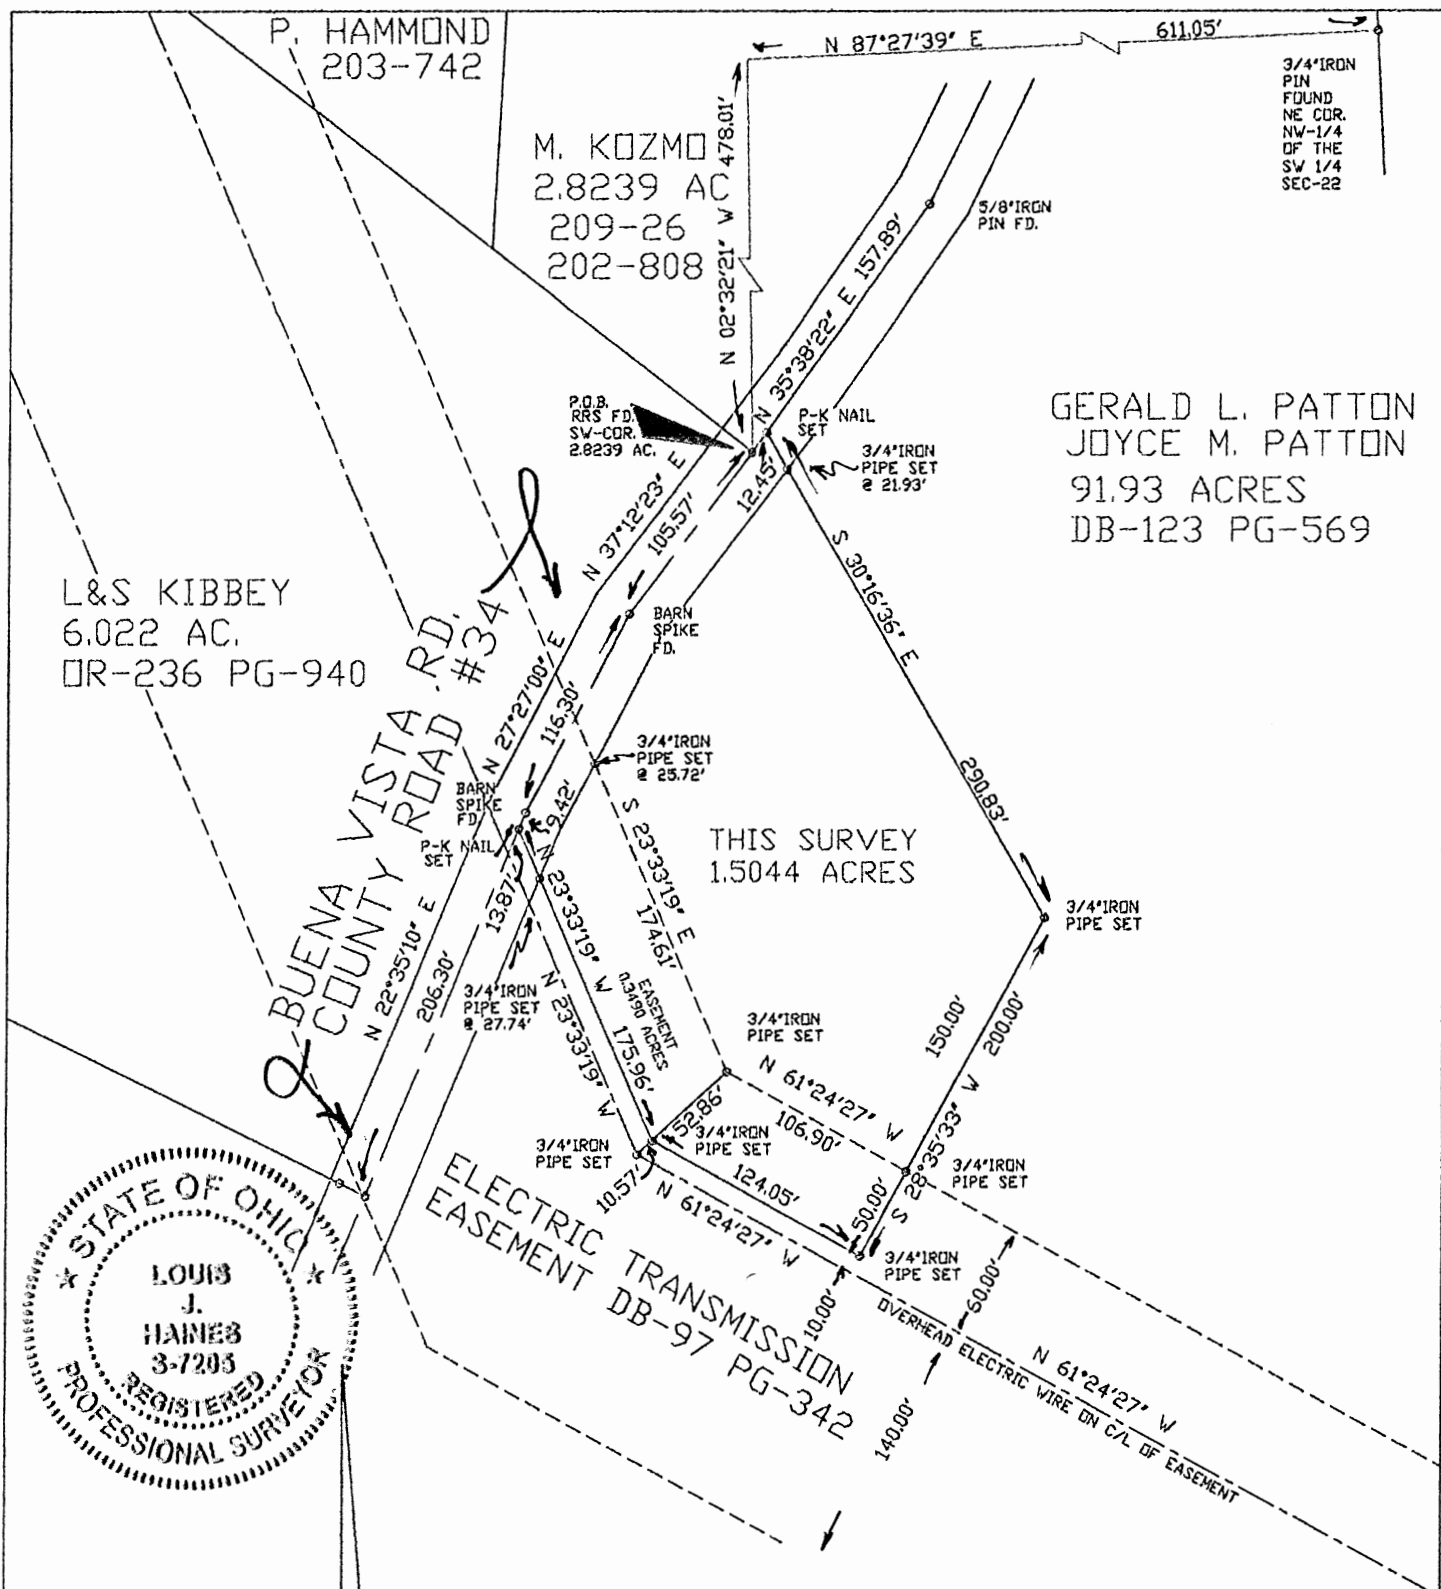 P. HAMMOND
203-742
N 87°27'39" E
611.05'
3/4"IRON
PIN
FOUND
NE COR.
NW-1/4
OF THE
SW 1/4
SEC-22
M. KOZMO
2.8239 AC
209-26
202-808
N 02°32'21" W 478.01'
5/8"IRON
PIN FD.
N 35°38'22" E 157.89'
P.O.B.
RRS FD.
SW-COR.
2.8239 AC.
P-K NAIL
SET
3/4"IRON
PIPE SET
@ 21.93'
GERALD L. PATTON
JOYCE M. PATTON
91.93 ACRES
DB-123 PG-569
12.45'
N 37°12'23" E
105.57'
S 30°16'36" E
290.83'
L&S KIBBEY
6.022 AC.
OR-236 PG-940
BUENA VISTA RD.
COUNTY ROAD #34
BARN
SPIKE
FD.
N 27°27'00" E
116.30'
3/4"IRON
PIPE SET
@ 25.72'
BARN
SPIKE
FD.
9.42'
P-K NAIL
SET
THIS SURVEY
1.5044 ACRES
S 23°33'19" E
174.61'
3/4"IRON
PIPE SET
13.87'
N 22°35'10" E
206.30'
N 23°33'19" W
175.96'
EASEMENT
0.3490 ACRES
3/4"IRON
PIPE SET
@ 27.74'
N 23°33'19" W
3/4"IRON
PIPE SET
N 61°24'27" W
106.90'
150.00'
200.00'
S 28°35'33" W
52.86'
3/4"IRON
PIPE SET
3/4"IRON
PIPE SET
124.05'
3/4"IRON
PIPE SET
50.00'
10.57'
N 61°24'27" W
3/4"IRON
PIPE SET
ELECTRIC TRANSMISSION
EASEMENT DB-97 PG-342
10.00'
60.00'
140.00'
OVERHEAD ELECTRIC WIRE ON C/L OF EASEMENT
N 61°24'27" W
STATE OF OHIO
LOUIS
J.
HAINES
S-7205
REGISTERED
PROFESSIONAL SURVEYOR